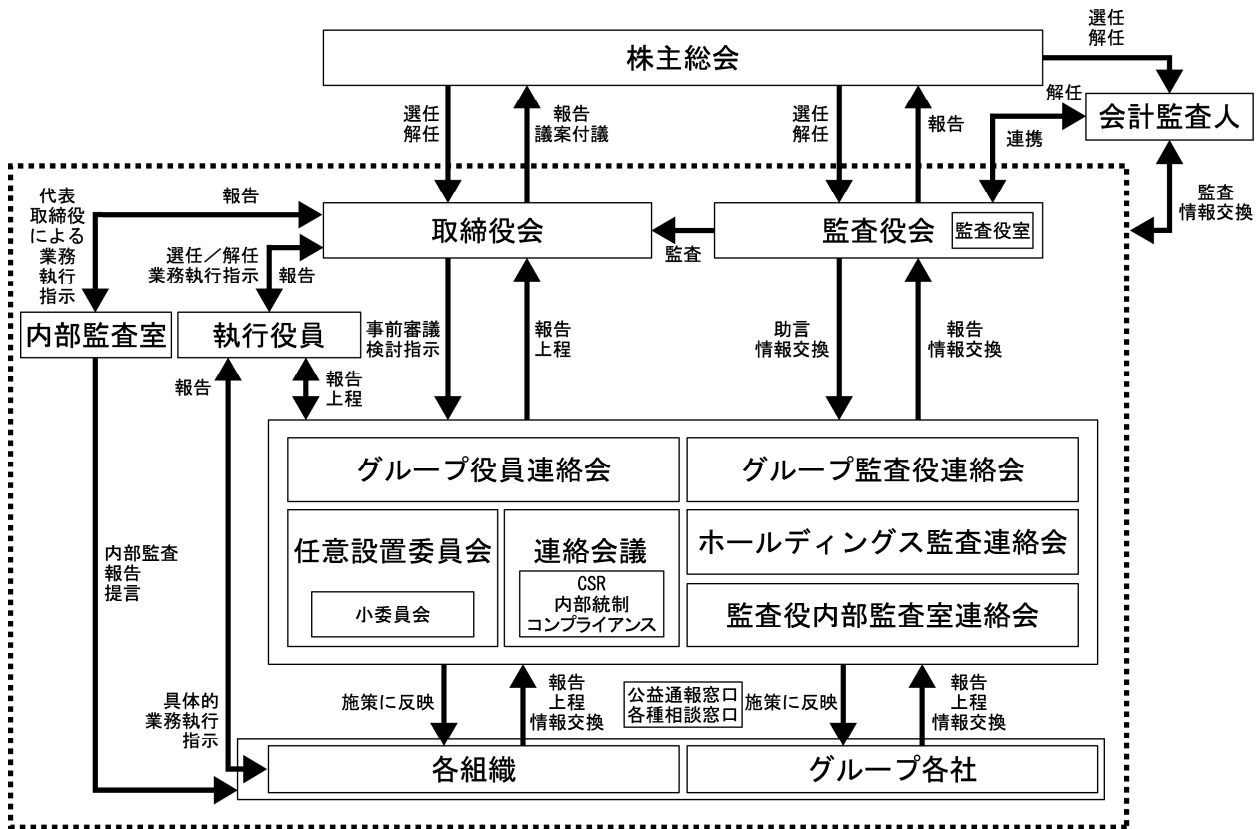 選任
解任
株主総会
選任
解任
報告
議案付議
選任
解任
報告
解任
連携
会計監査人
監査
情報交換
代表
取締役
による
業務
執行
指示
報告
取締役会
監査
監査役会
監査役室
選任／解任
業務執行指示
報告
内部監査室
執行役員
事前審議
検討指示
報告
上程
助言
情報交換
報告
情報交換
報告
報告
上程
グループ役員連絡会
グループ監査役連絡会
任意設置委員会
小委員会
連絡会議
CSR
内部統制
コンプライアンス
ホールディングス監査連絡会
監査役内部監査室連絡会
内部監査
報告
提言
具体的
業務執行
指示
施策に反映
報告
上程
情報交換
公益通報窓口
各種相談窓口
施策に反映
報告
上程
情報交換
各組織
グループ各社